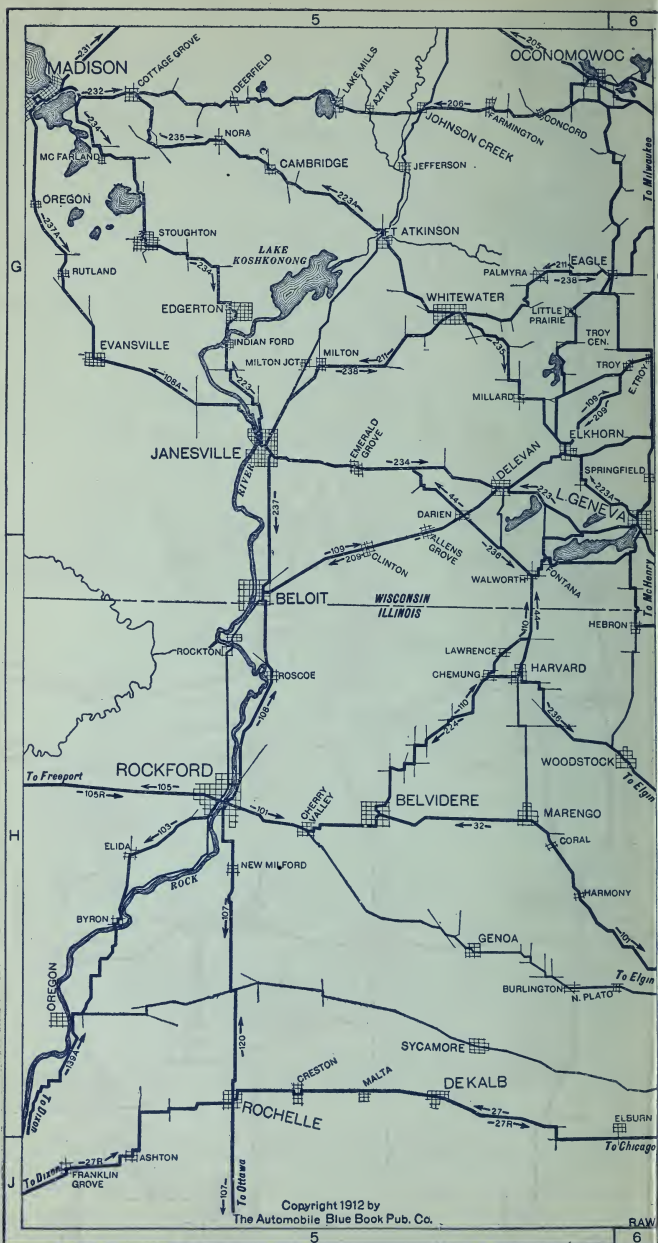 5
6
231
205
MADISON
OCONOMOWOC
COTTAGE GROVE
DEERFIELD
LAKE MILLS
AZTALAN
232
206
JOHNSON CREEK
FARMINGTON
CONCORD
234
235
NORA
MC FARLAND
CAMBRIDGE
223A
JEFFERSON
To Milwaukee
OREGON
237A
STOUGHTON
FT. ATKINSON
LAKE
KOSHKONONG
G
234
RUTLAND
PALMYRA
211
238
EAGLE
EDGERTON
WHITEWATER
LITTLE
PRAIRIE
INDIAN FORD
TROY
CEN.
EVANSVILLE
MILTON JCT.
MILTON
211
238
235
TROY
E. TROY
108A
223
MILLARD
109
209
JANESVILLE
EMERALD
GROVE
234
ELKHORN
DELEVAN
SPRINGFIELD
RIVER
223
223A
L. GENEVA
44
237
DARIEN
ALLENS
GROVE
236
109
209
CLINTON
WALWORTH
FONTANA
To McHenry
BELOIT
WISCONSIN
ILLINOIS
110
44
HEBRON
ROCKTON
LAWRENCE
ROSCOE
CHEMUNG
HARVARD
108
110
224
236
WOODSTOCK
ROCKFORD
To Freeport
105
105R
To Elgin
BELVIDERE
MARENGO
101
CHERRY
VALLEY
32
H
103
ELIDA
CORAL
NEW MILFORD
ROCK
HARMONY
BYRON
107
101
GENOA
To Elgin
BURLINGTON
N. PLATO
OREGON
120
SYCAMORE
139A
CRESTON
MALTA
DEKALB
To Dixon
ROCHELLE
27
27R
ELBURN
To Chicago
27R
ASHTON
To Dixon
FRANKLIN
GROVE
J
To Ottawa
107
Copyright 1912 by
The Automobile Blue Book Pub. Co.
RAW
5
6